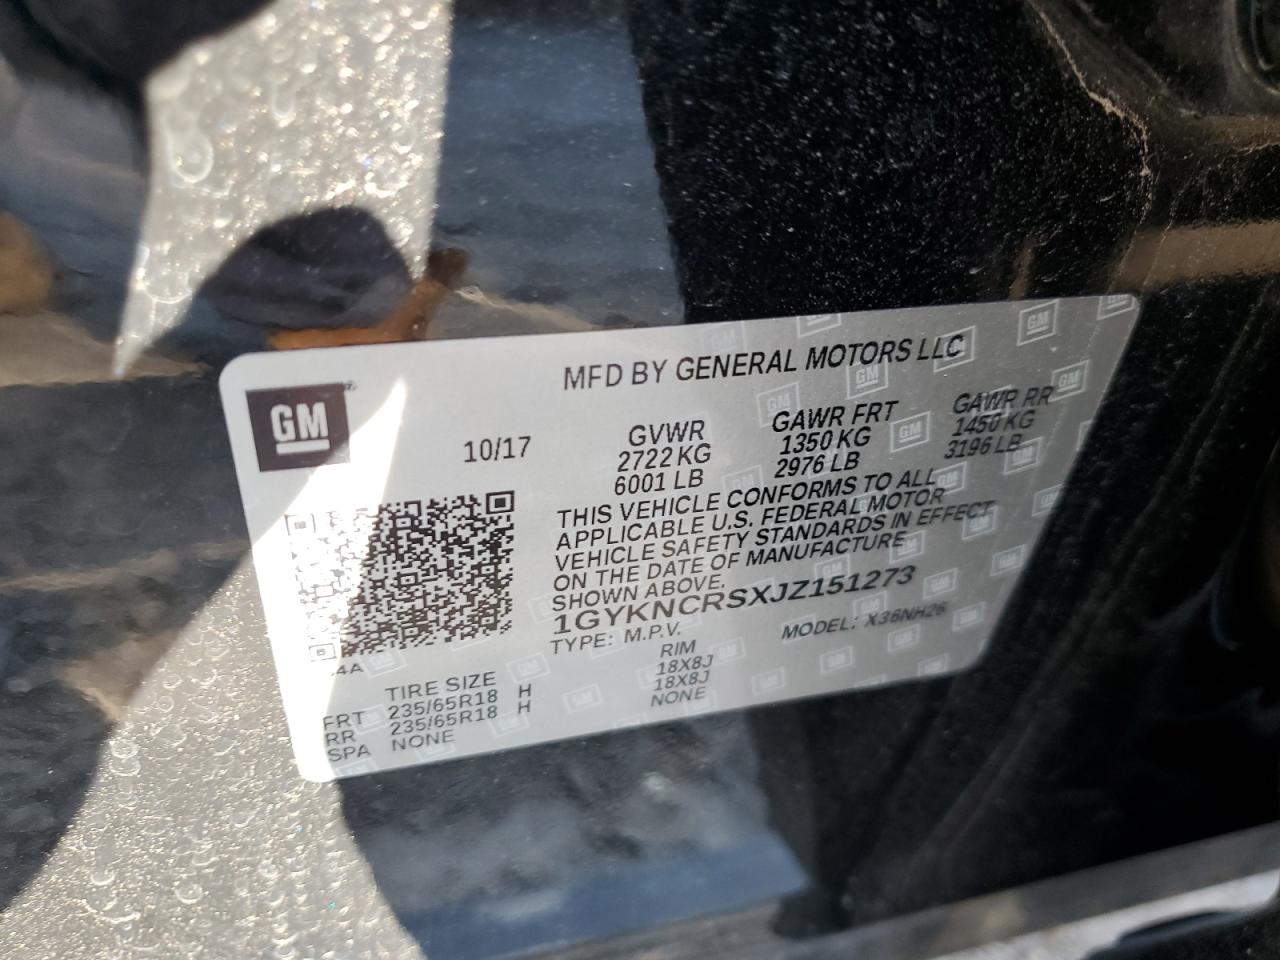 GM
MFD BY GENERAL MOTORS LLC
10/17 GVWR GAWR FRT GAWR RR
2722 KG 1350 KG 1450 KG
6001 LB 2976 LB 3196 LB
THIS VEHICLE CONFORMS TO ALL
APPLICABLE U.S. FEDERAL MOTOR
VEHICLE SAFETY STANDARDS IN EFFECT
ON THE DATE OF MANUFACTURE
SHOWN ABOVE.
1GYKNCRSXJZ151273
TYPE: M.P.V. MODEL: X36NH26
4A
TIRE SIZE RIM
FRT 235/65R18 H 18X8J
RR 235/65R18 H 18X8J
SPA NONE NONE